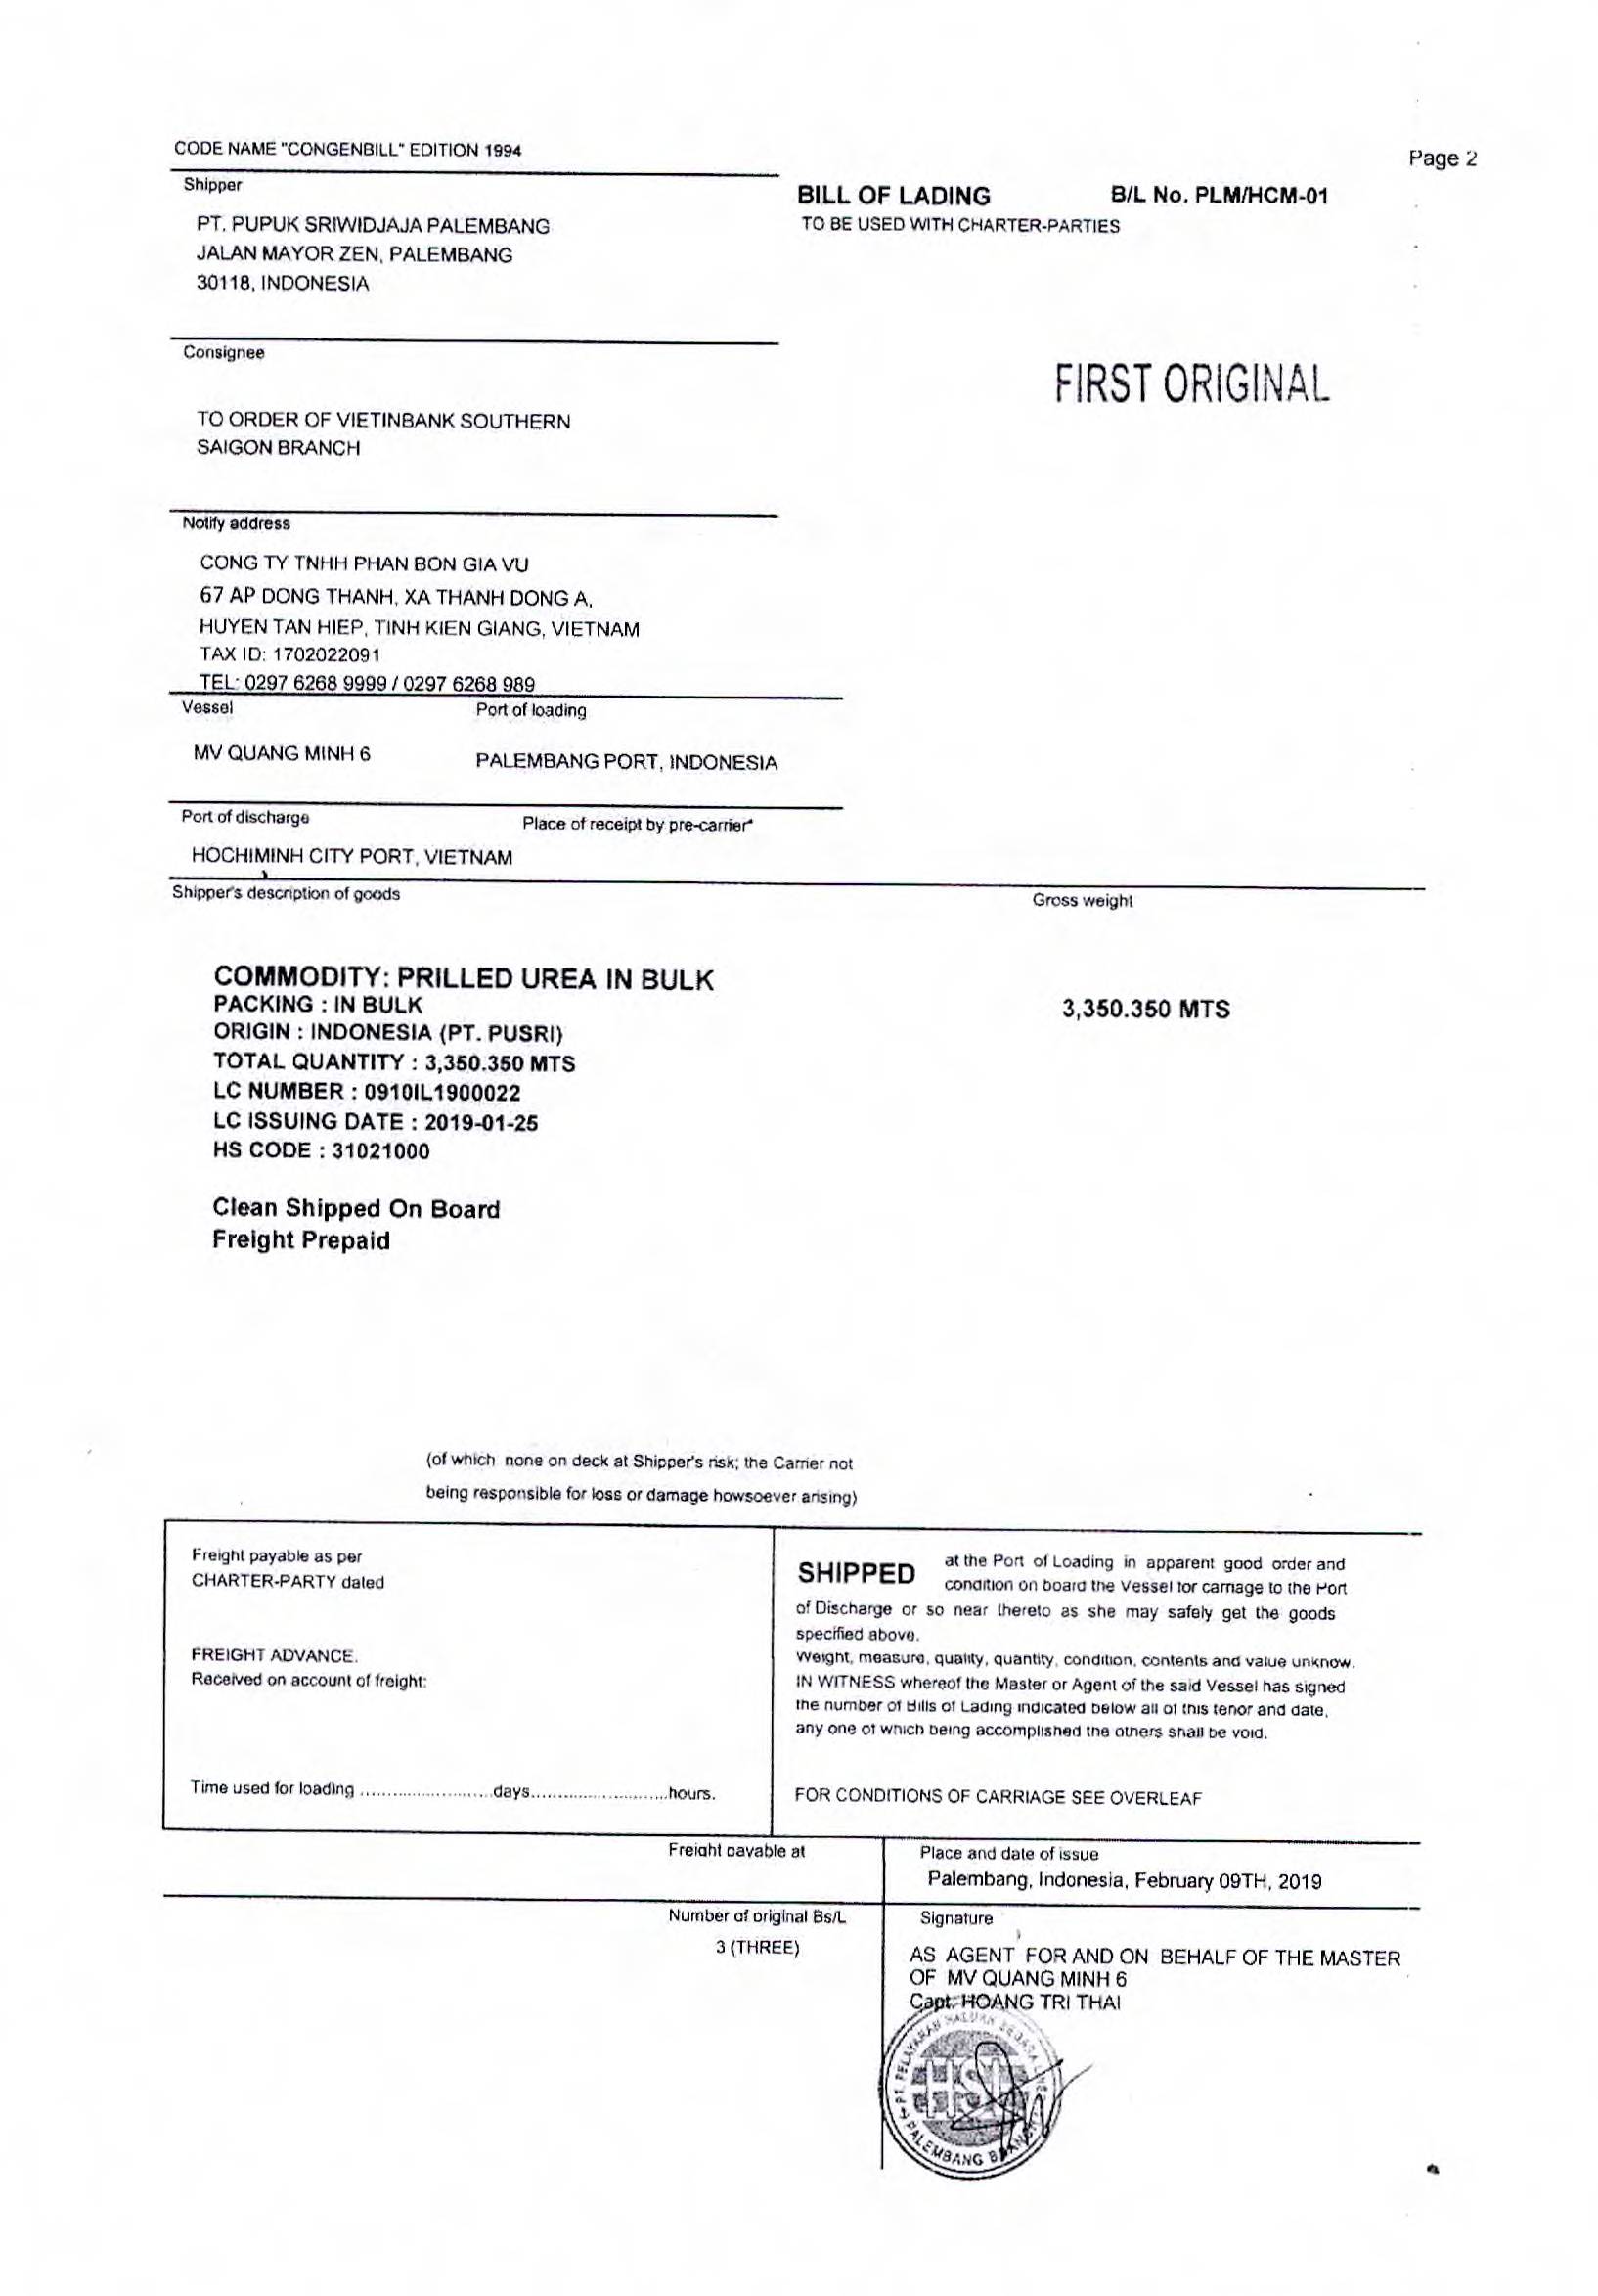 CODE NAME "CONGENBILL" EDITION 1994
Page 2
Shipper
BILL OF LADING B/L No. PLM/HCM-01
TO BE USED WITH CHARTER-PARTIES
PT. PUPUK SRIWIDJAJA PALEMBANG
JALAN MAYOR ZEN, PALEMBANG
30118, INDONESIA
Consignee
FIRST ORIGINAL
TO ORDER OF VIETINBANK SOUTHERN
SAIGON BRANCH
Notify address
CONG TY TNHH PHAN BON GIA VU
67 AP DONG THANH, XA THANH DONG A,
HUYEN TAN HIEP, TINH KIEN GIANG, VIETNAM
TAX ID: 1702022091
TEL: 0297 6268 9999 / 0297 6268 989
Vessel Port of loading
MV QUANG MINH 6 PALEMBANG PORT, INDONESIA
Port of discharge Place of receipt by pre-carrier*
HOCHIMINH CITY PORT, VIETNAM
Shipper's description of goods Gross weight
COMMODITY: PRILLED UREA IN BULK
PACKING : IN BULK 3,350.350 MTS
ORIGIN : INDONESIA (PT. PUSRI)
TOTAL QUANTITY : 3,350.350 MTS
LC NUMBER : 0910IL1900022
LC ISSUING DATE : 2019-01-25
HS CODE : 31021000
Clean Shipped On Board
Freight Prepaid
(of which none on deck at Shipper's risk; the Carrier not
being responsible for loss or damage howsoever arising)
Freight payable as per
CHARTER-PARTY dated
FREIGHT ADVANCE.
Received on account of freight:
Time used for loading ..........................days...........................hours.
SHIPPED at the Port of Loading in apparent good order and
condition on board the Vessel for carriage to the Port
of Discharge or so near thereto as she may safely get the goods
specified above.
Weight, measure, quality, quantity, condition, contents and value unknow.
IN WITNESS whereof the Master or Agent of the said Vessel has signed
the number of Bills of Lading indicated below all of this tenor and date,
any one of which being accomplished the others shall be void.
FOR CONDITIONS OF CARRIAGE SEE OVERLEAF
Freight payable at
Place and date of issue
Palembang, Indonesia, February 09TH, 2019
Number of original Bs/L
3 (THREE)
Signature
AS AGENT FOR AND ON BEHALF OF THE MASTER
OF MV QUANG MINH 6
Capt. HOANG TRI THAI
PT. PELAYARAN
HSL
PALEMBANG